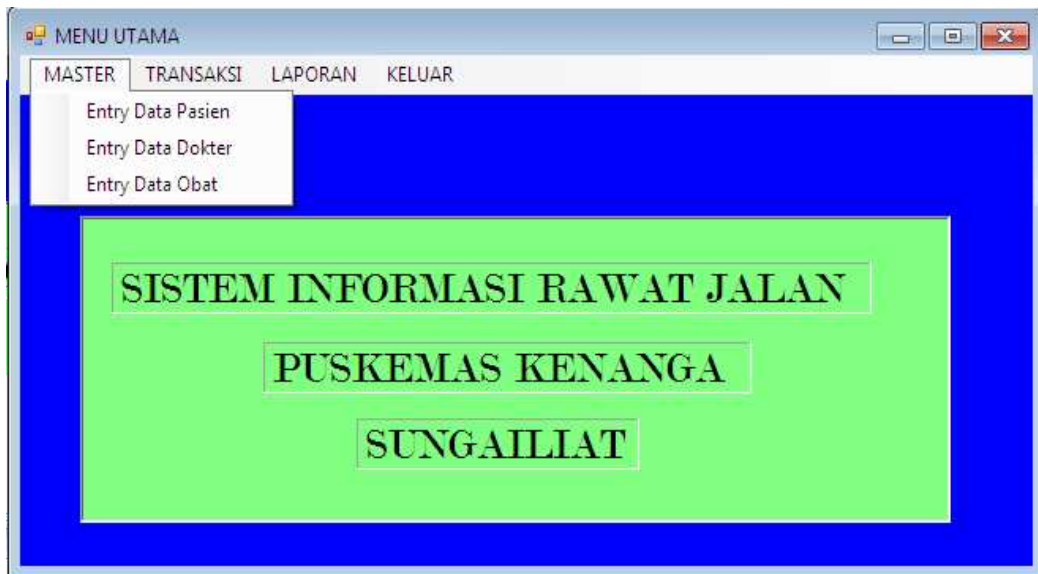 MENU UTAMA
MASTER TRANSAKSI LAPORAN KELUAR
Entry Data Pasien
Entry Data Dokter
Entry Data Obat
SISTEM INFORMASI RAWAT JALAN
PUSKEMAS KENANGA
SUNGAILIAT